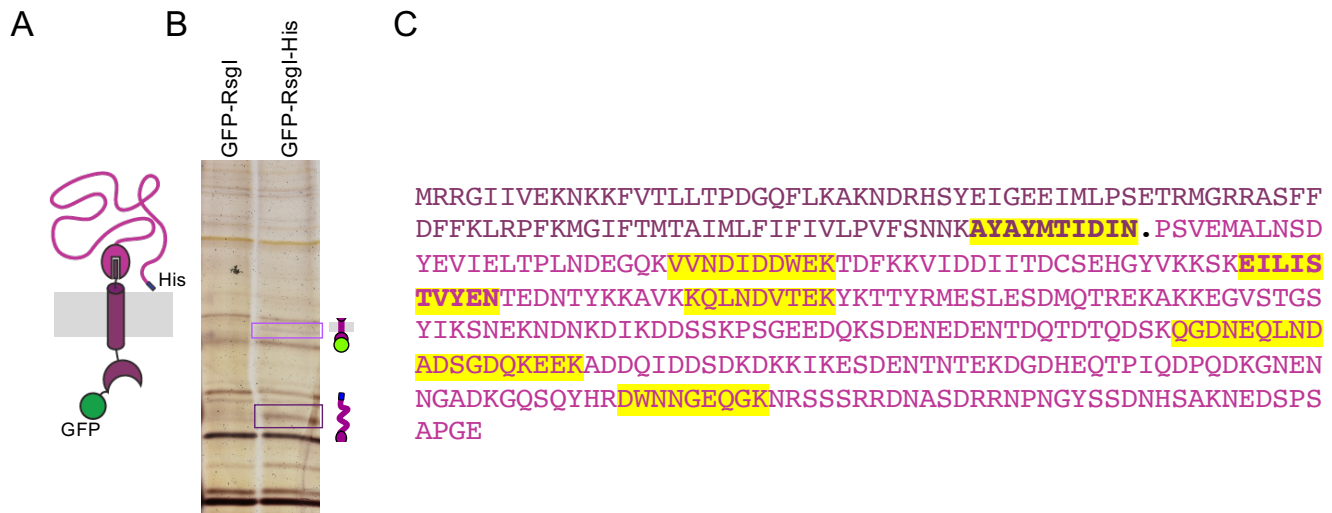 A
B
C
GFP-RsgI
GFP-RsgI-His
His
GFP
MRRGIIVEKNKKFVTLLTPDGQFLKAKNDRHSYEIGEEIMLPSETRMGRRASFF
DFFKLRPFKMGIFTMTAIMLFIFIVLPVFSNNKAYAYMTIDIN.PSVEMALNSD
YEVIELTPLNDEGQKVVNDIDDWEKTDFKKVIDDIITDCSEHGYVKKSKEILIS
TVYENTEDNTYKKAVKKQLNDVTEKYKTTYRMESLESDMQTREKAKKEGVSTGS
YIKSNEKNDNKDIKDDSSKPSGEEDQKSDENEDENTDQTDTQDSKQGDNEQLND
ADSGDQKEEKADDQIDDSDKDKKIKESDENTNTEKDGDHEQTPIQDPQDKGNEN
NGADKGQSQYHRDWNNGEQGKNRSSSRRDNASDRRNPNGYSSDNHSAKNEDSPS
APGE